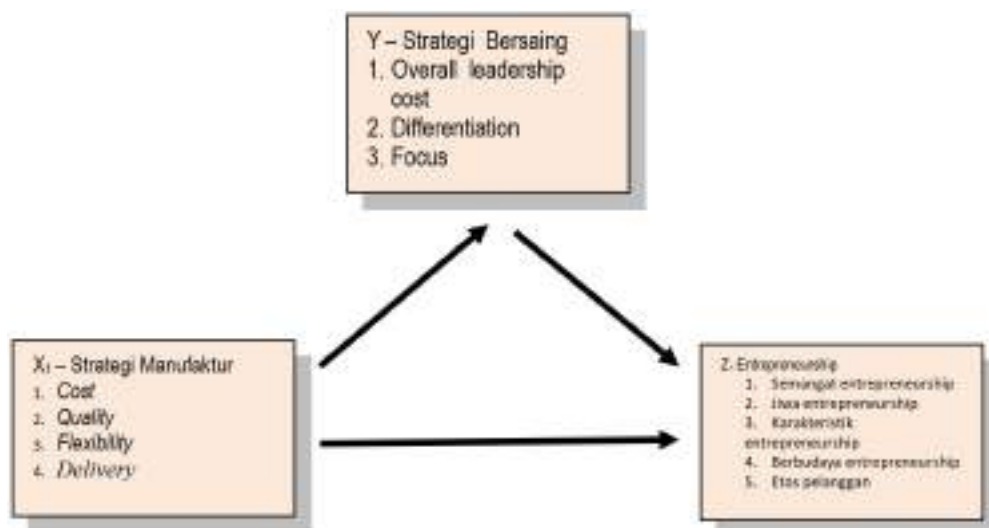 Y – Strategi Bersaing
1. Overall leadership
cost
2. Differentiation
3. Focus
X1 – Strategi Manufaktur
1. Cost
2. Quality
3. Flexibility
4. Delivery
Z. Entrepreneurship
1. Semangat entrepreneurship
2. Jiwa entrepreneurship
3. Karakteristik
entrepreneurship
4. Berbudaya entrepreneurship
5. Etos pelanggan